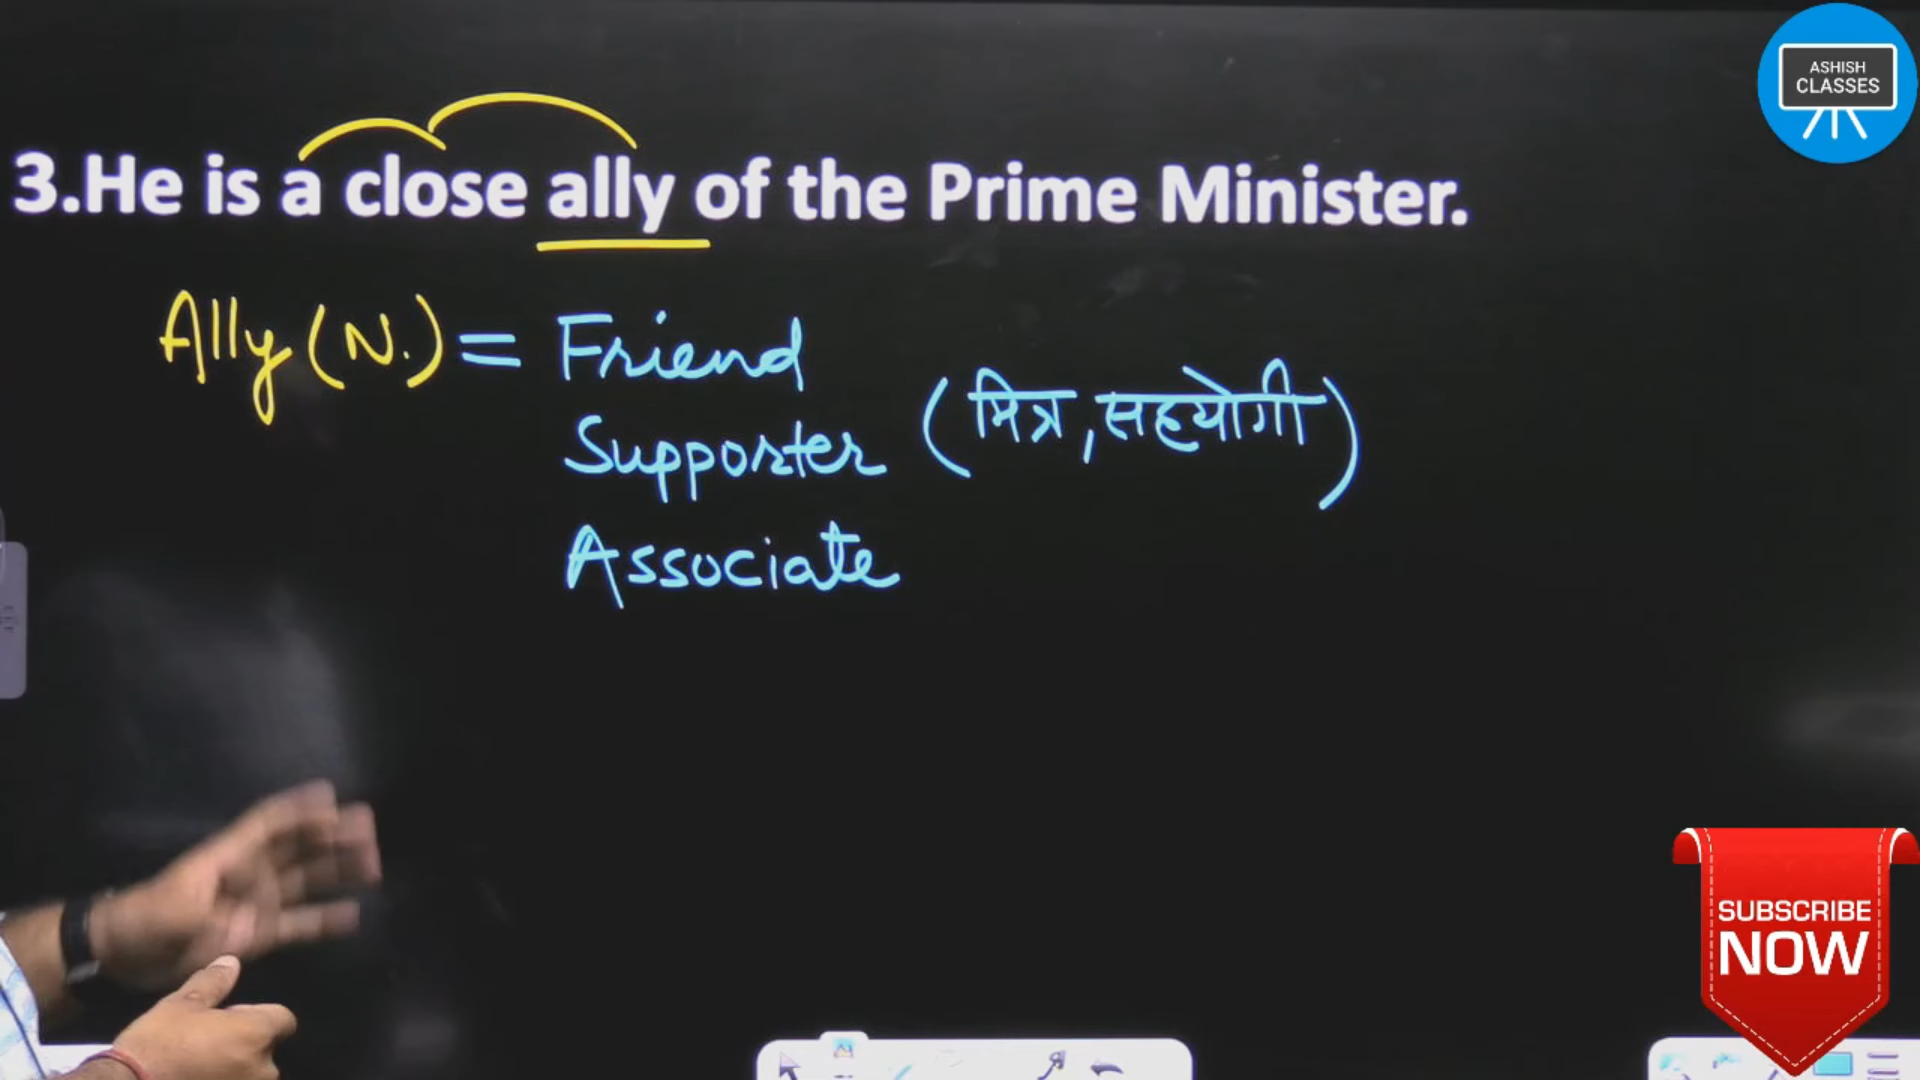 ASHISH
CLASSES
3.He is a close ally of the Prime Minister.
Ally (N.) = Friend
Supporter (मित्र, सहयोगी)
Associate
SUBSCRIBE
NOW